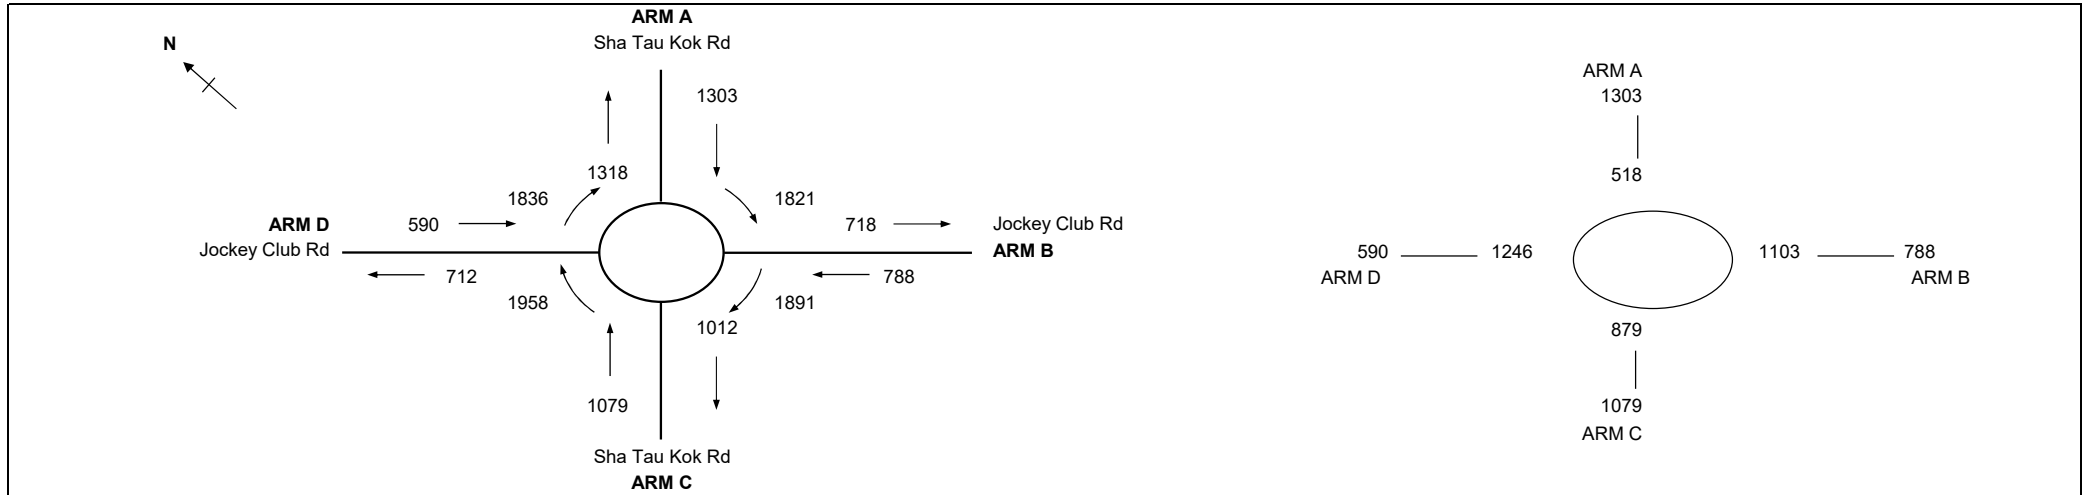 ARM A
Sha Tau Kok Rd
N
1303
1318
1836
1821
ARM D
590
718
Jockey Club Rd
Jockey Club Rd
ARM B
712
788
1958
1891
1012
1079
Sha Tau Kok Rd
ARM C
ARM A
1303
518
590
1246
1103
788
ARM D
ARM B
879
1079
ARM C